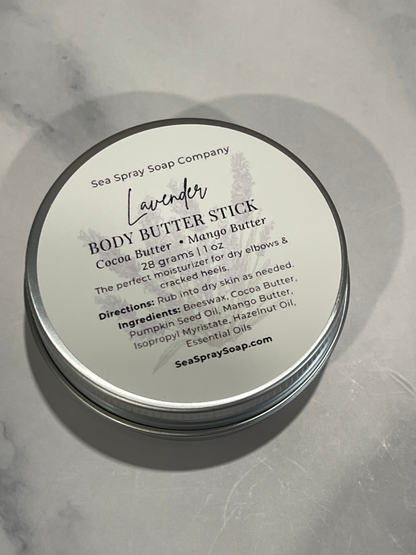 Sea Spray Soap Company
Lavender
BODY BUTTER STICK
Cocoa Butter • Mango Butter
28 grams | 1 oz
The perfect moisturizer for dry elbows &
cracked heels.
Directions: Rub into dry skin as needed.
Ingredients: Beeswax, Cocoa Butter,
Pumpkin Seed Oil, Mango Butter,
Isopropyl Myristate, Hazelnut Oil,
Essential Oils
SeaSpraySoap.com